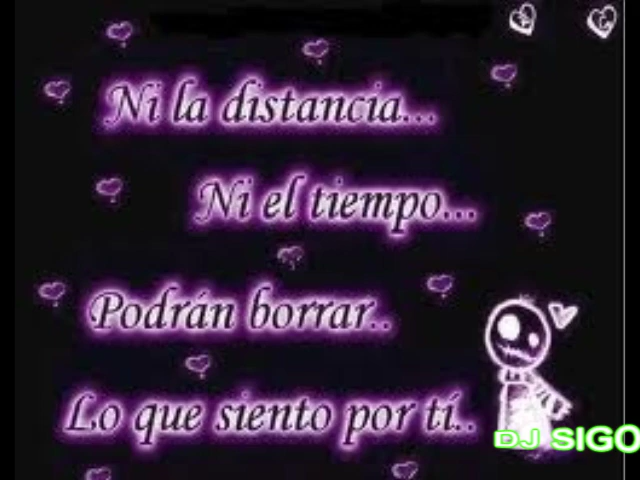 Ni la distancia...
Ni el tiempo...
Podrán borrar..
Lo que siento por tí..
DJ SIGO